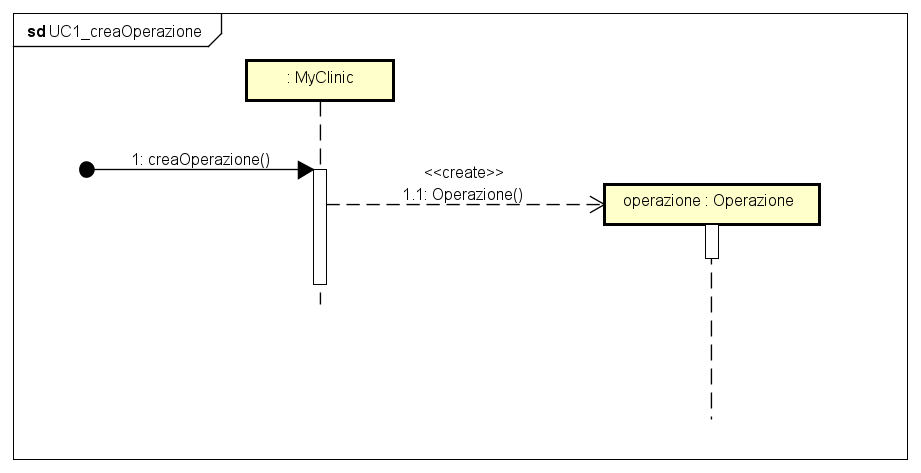 sd UC1_creaOperazione
: MyClinic
1: creaOperazione()
<<create>>
1.1: Operazione()
operazione : Operazione